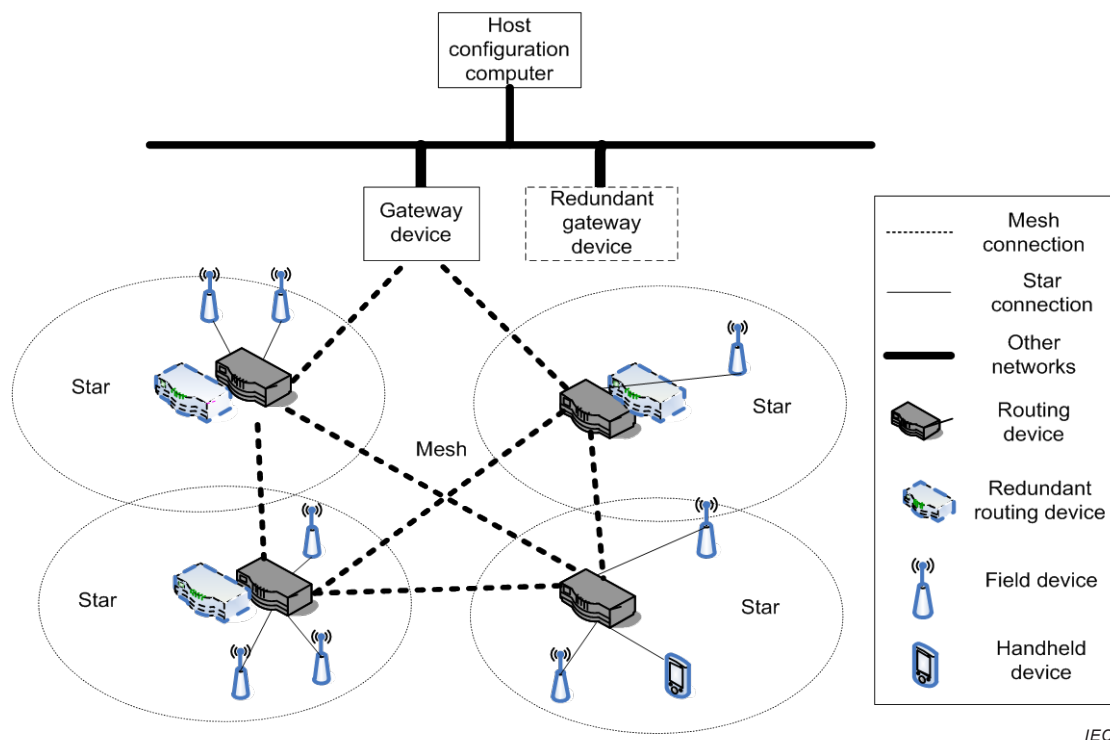 Host
configuration
computer
Gateway
device
Redundant
gateway
device
Star
Star
Mesh
Star
Star
Mesh
connection
Star
connection
Other
networks
Routing
device
Redundant
routing device
Field device
Handheld
device
IEC